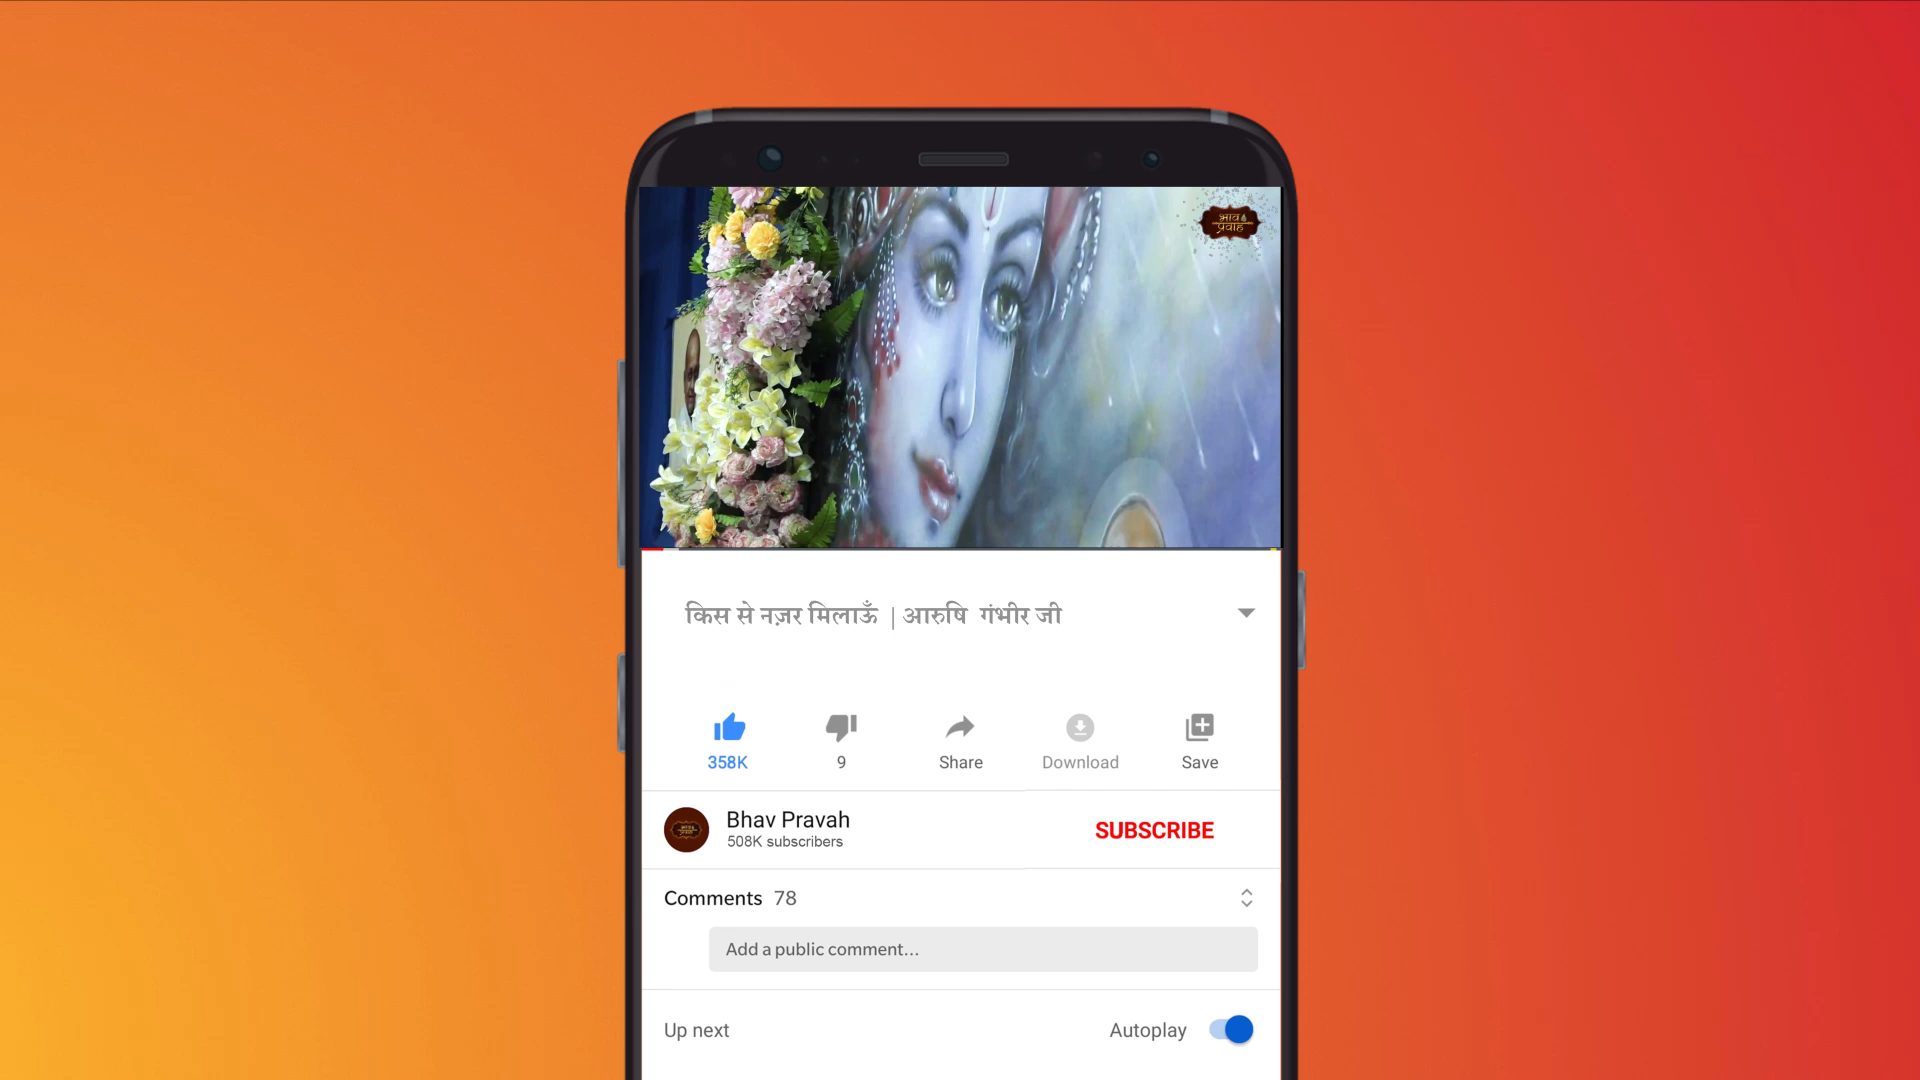 भाव
प्रवाह
किस से नज़र मिलाऊँ | आरुषि गंभीर जी
358K
9
Share
Download
Save
Bhav Pravah
508K subscribers
SUBSCRIBE
Comments 78
Add a public comment...
Up next
Autoplay